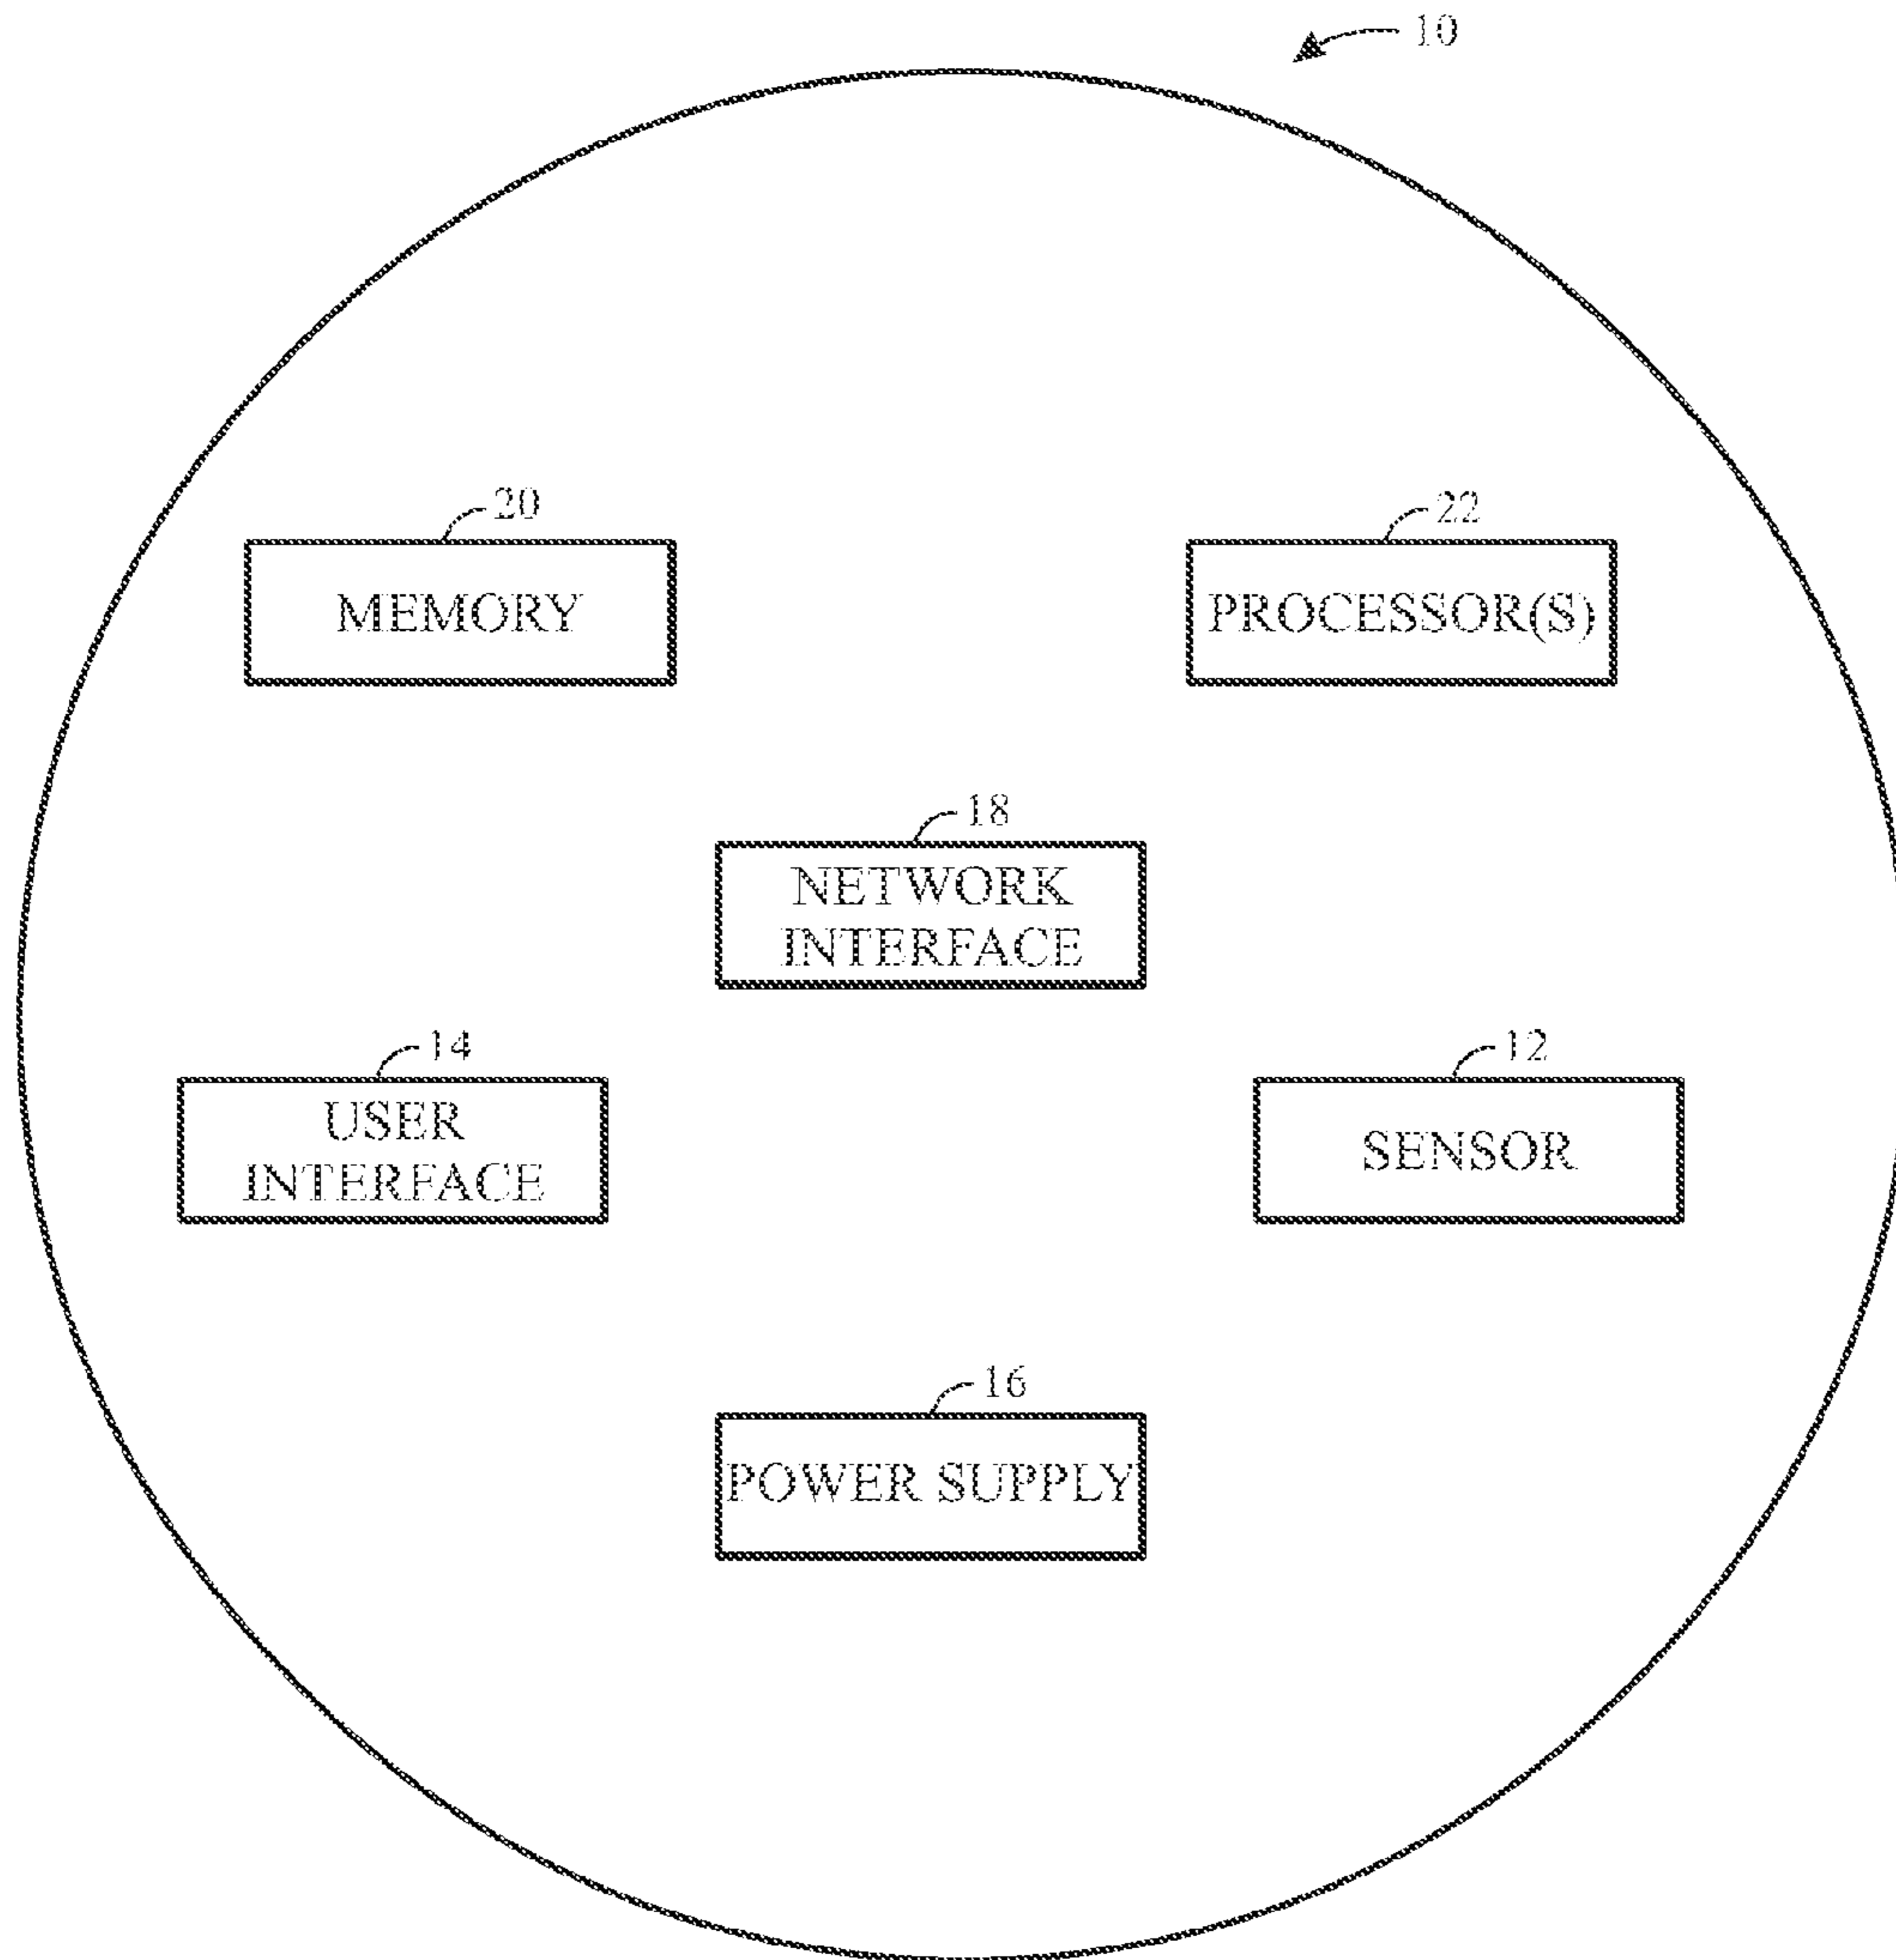 10
20
22
MEMORY
PROCESSOR(S)
18
NETWORK
INTERFACE
14
12
USER
INTERFACE
SENSOR
16
POWER SUPPLY